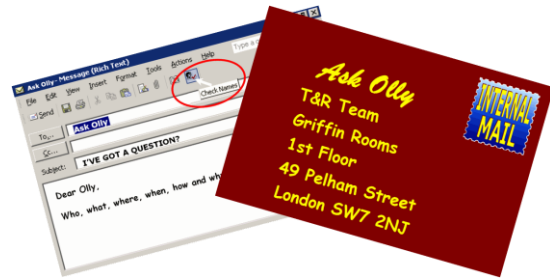 Ask Olly - Message (Rich Text)
File Edit View Insert Format Tools Actions Help
Type a
Send
Check Names
To...
Ask Olly
Cc...
Subject:
I'VE GOT A QUESTION?
Dear Olly,
Who, what, where, when, how and why
Ask Olly
T&R Team
Griffin Rooms
1st Floor
49 Pelham Street
London SW7 2NJ
INTERNAL
MAIL